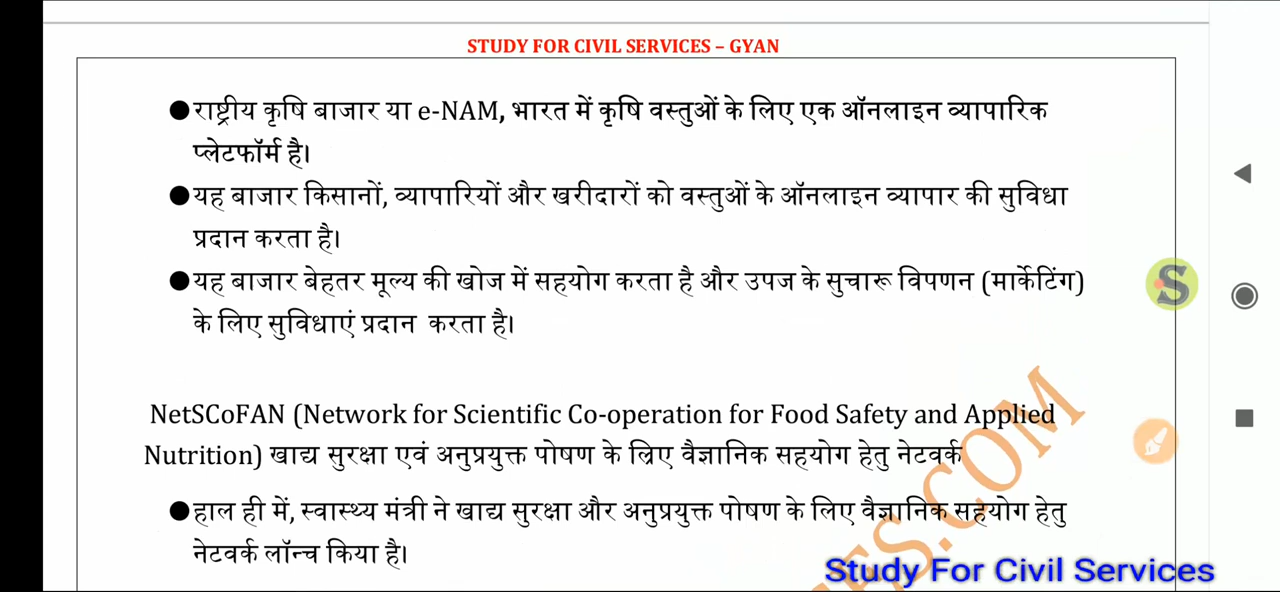 STUDY FOR CIVIL SERVICES – GYAN
●राष्ट्रीय कृषि बाजार या e-NAM, भारत में कृषि वस्तुओं के लिए एक ऑनलाइन व्यापारिक
प्लेटफॉर्म है।
●यह बाजार किसानों, व्यापारियों और खरीदारों को वस्तुओं के ऑनलाइन व्यापार की सुविधा
प्रदान करता है।
●यह बाजार बेहतर मूल्य की खोज में सहयोग करता है और उपज के सुचारू विपणन (मार्केटिंग)
के लिए सुविधाएं प्रदान करता है।
NetSCoFAN (Network for Scientific Co-operation for Food Safety and Applied
Nutrition) खाद्य सुरक्षा एवं अनुप्रयुक्त पोषण के लिए वैज्ञानिक सहयोग हेतु नेटवर्क
●हाल ही में, स्वास्थ्य मंत्री ने खाद्य सुरक्षा और अनुप्रयुक्त पोषण के लिए वैज्ञानिक सहयोग हेतु
नेटवर्क लॉन्च किया है।
Study For Civil Services